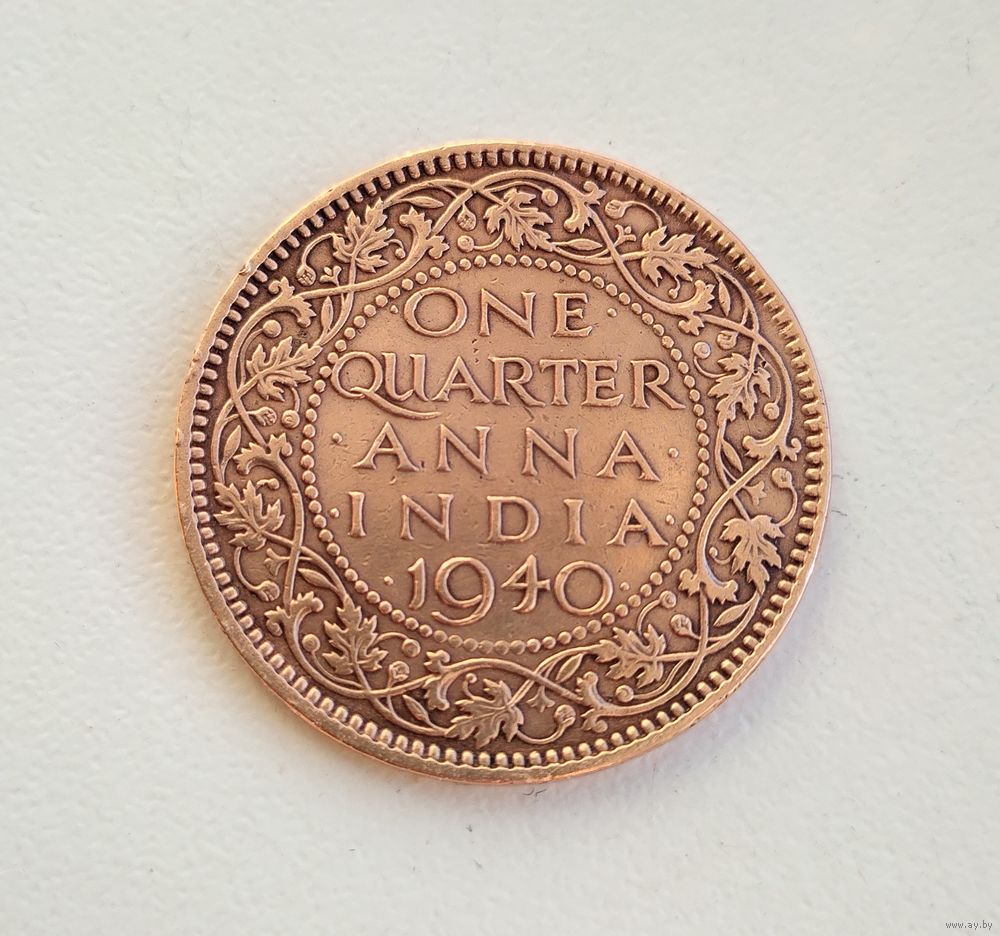 ·ONE·
QUARTER
·ANNA·
·INDIA·
·1940·
www.ay.by